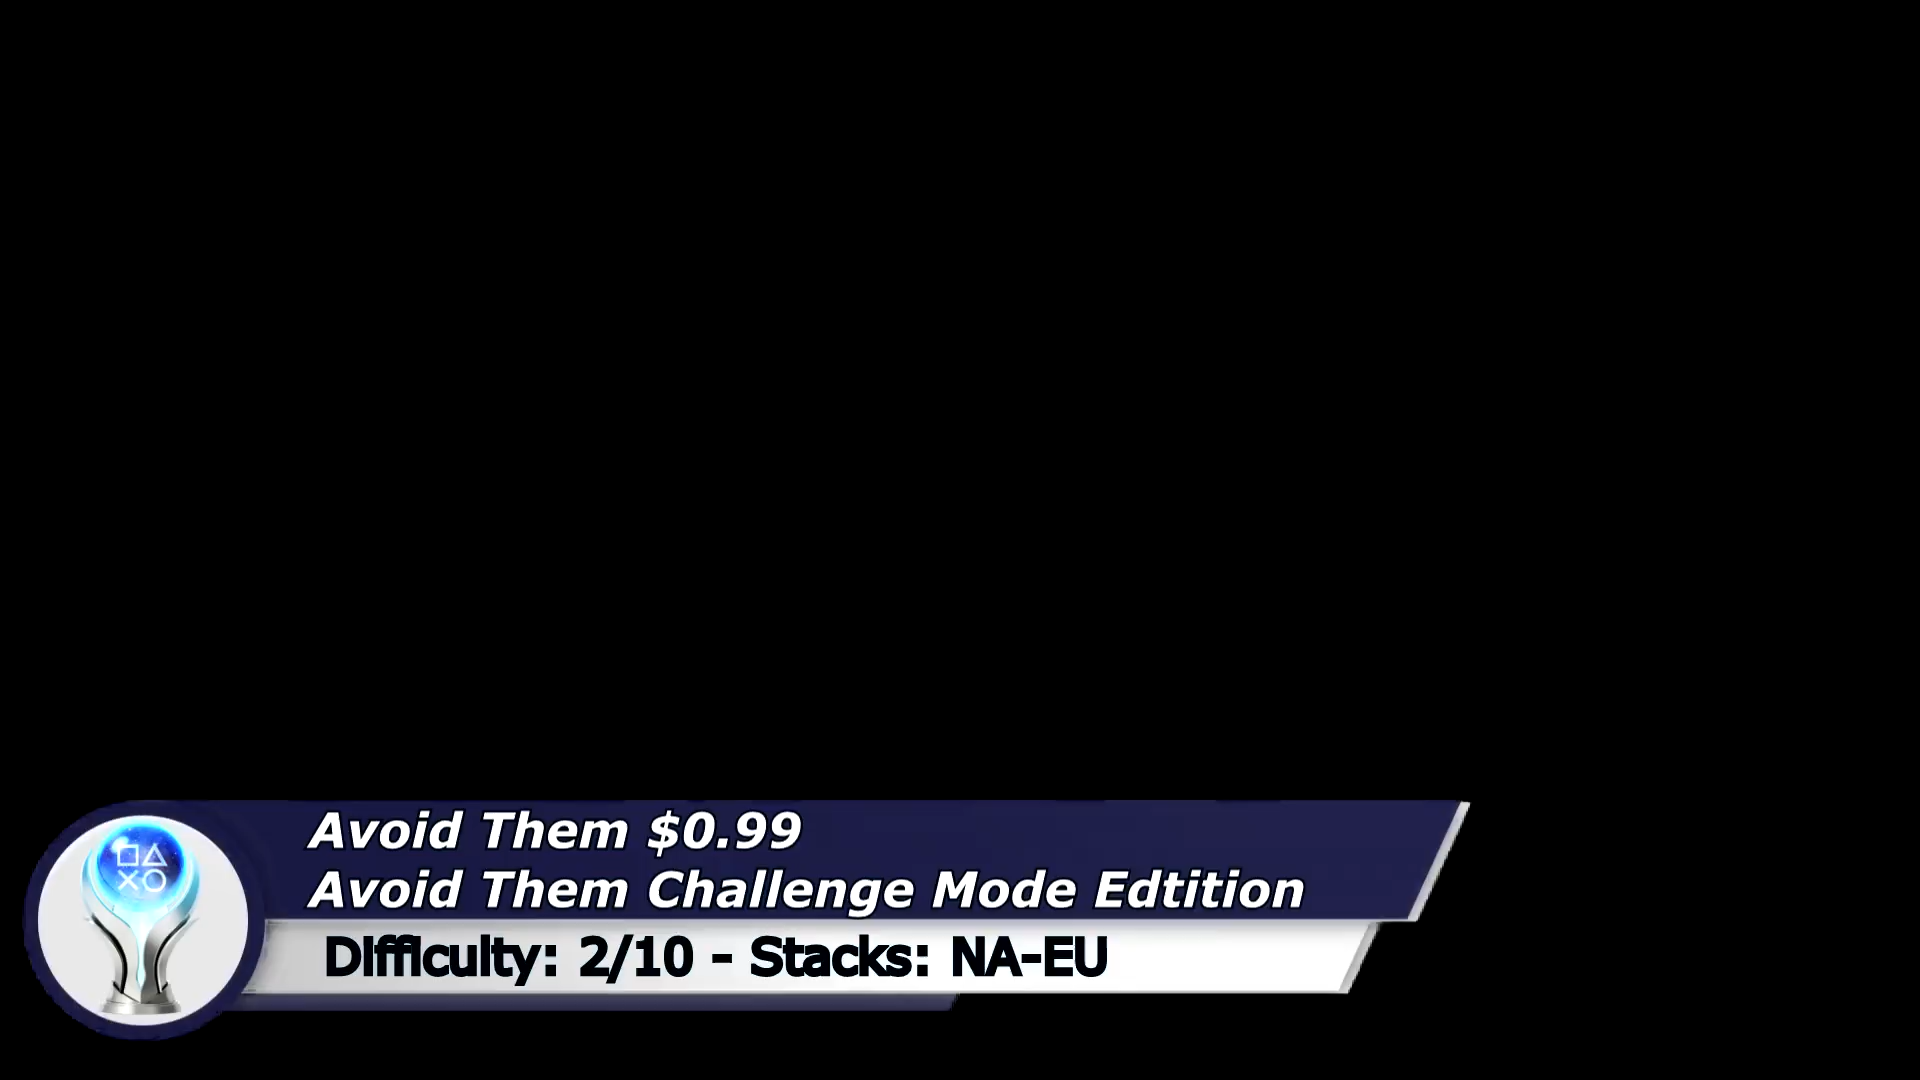 Avoid Them $0.99
Avoid Them Challenge Mode Edtition
Difficulty: 2/10 - Stacks: NA-EU